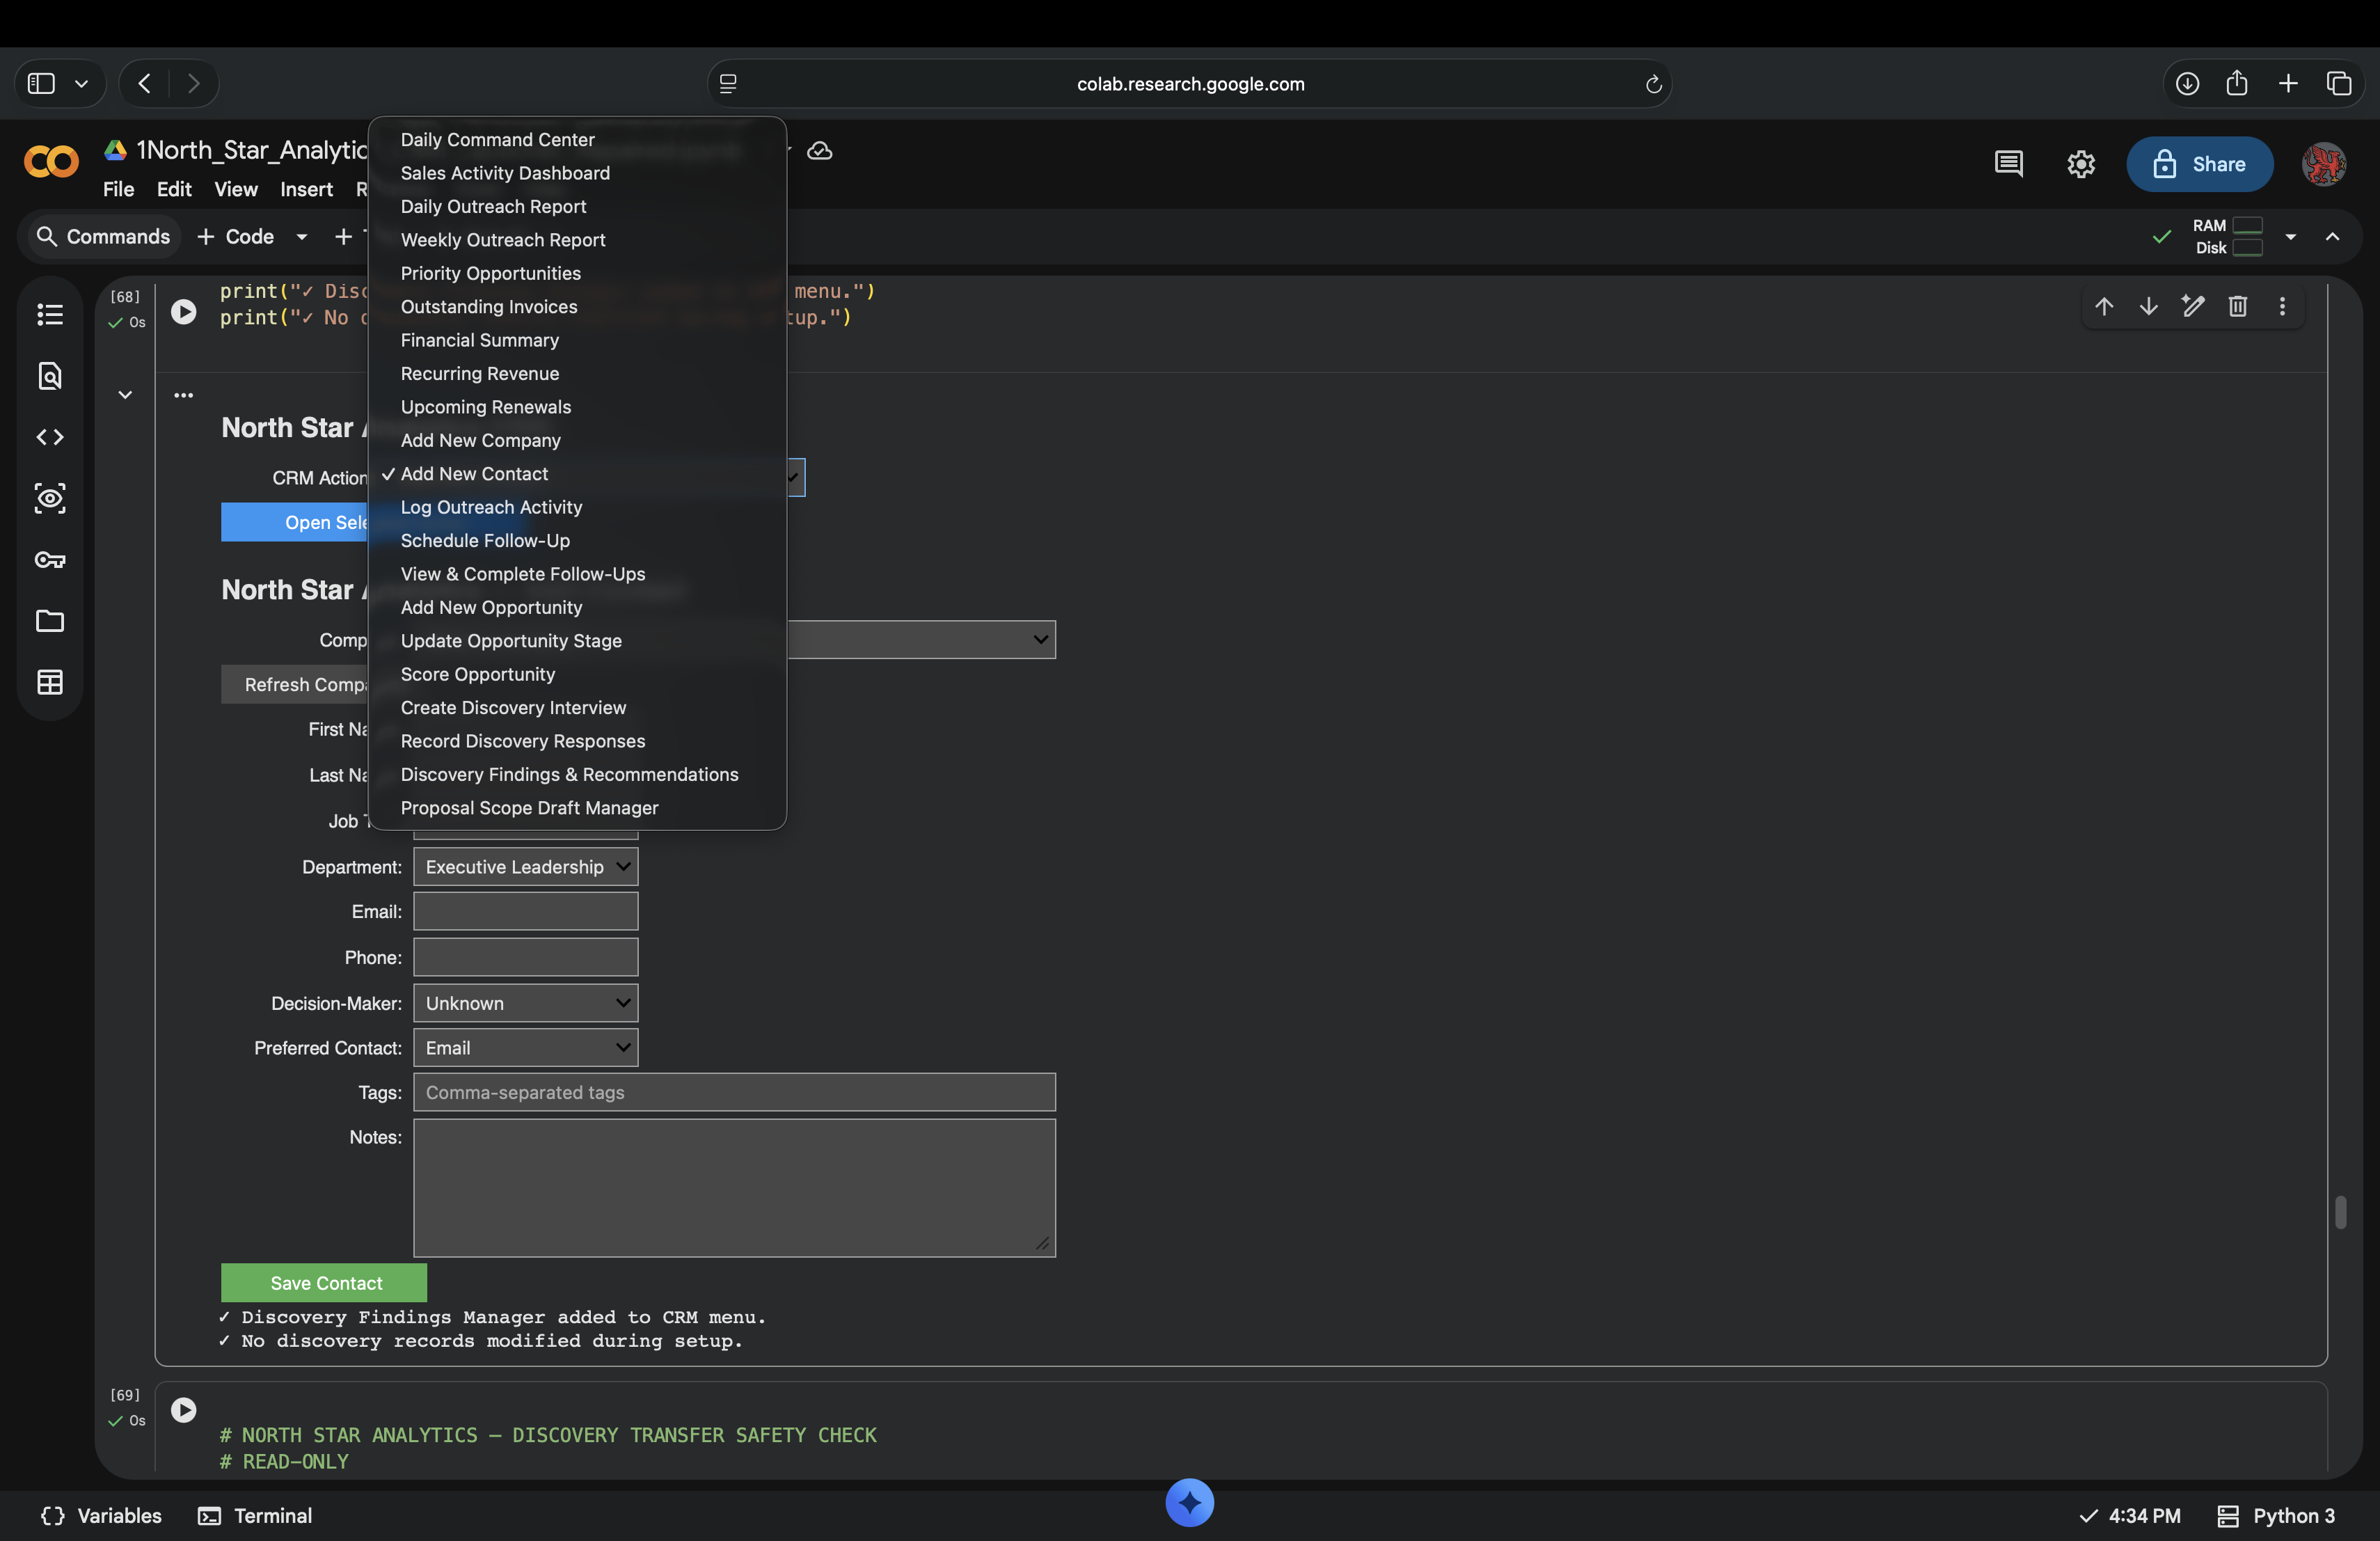 colab.research.google.com
1North_Star_Analytic
File Edit View Insert R
Share
Commands + Code + T
RAM
Disk
Daily Command Center
Sales Activity Dashboard
Daily Outreach Report
Weekly Outreach Report
Priority Opportunities
Outstanding Invoices
Financial Summary
Recurring Revenue
Upcoming Renewals
Add New Company
✓ Add New Contact
Log Outreach Activity
Schedule Follow-Up
View & Complete Follow-Ups
Add New Opportunity
Update Opportunity Stage
Score Opportunity
Create Discovery Interview
Record Discovery Responses
Discovery Findings & Recommendations
Proposal Scope Draft Manager
[68]
✓ 0s
print("✓ Disc menu.")
print("✓ No tup.")
North Star
CRM Action
Open Sele
North Star
Comp
Refresh Compa
First Na
Last Na
Job T
Department: Executive Leadership
Email:
Phone:
Decision-Maker: Unknown
Preferred Contact: Email
Tags: Comma-separated tags
Notes:
Save Contact
✓ Discovery Findings Manager added to CRM menu.
✓ No discovery records modified during setup.
[69]
✓ 0s
# NORTH STAR ANALYTICS — DISCOVERY TRANSFER SAFETY CHECK
# READ-ONLY
{} Variables Terminal
✓ 4:34 PM Python 3